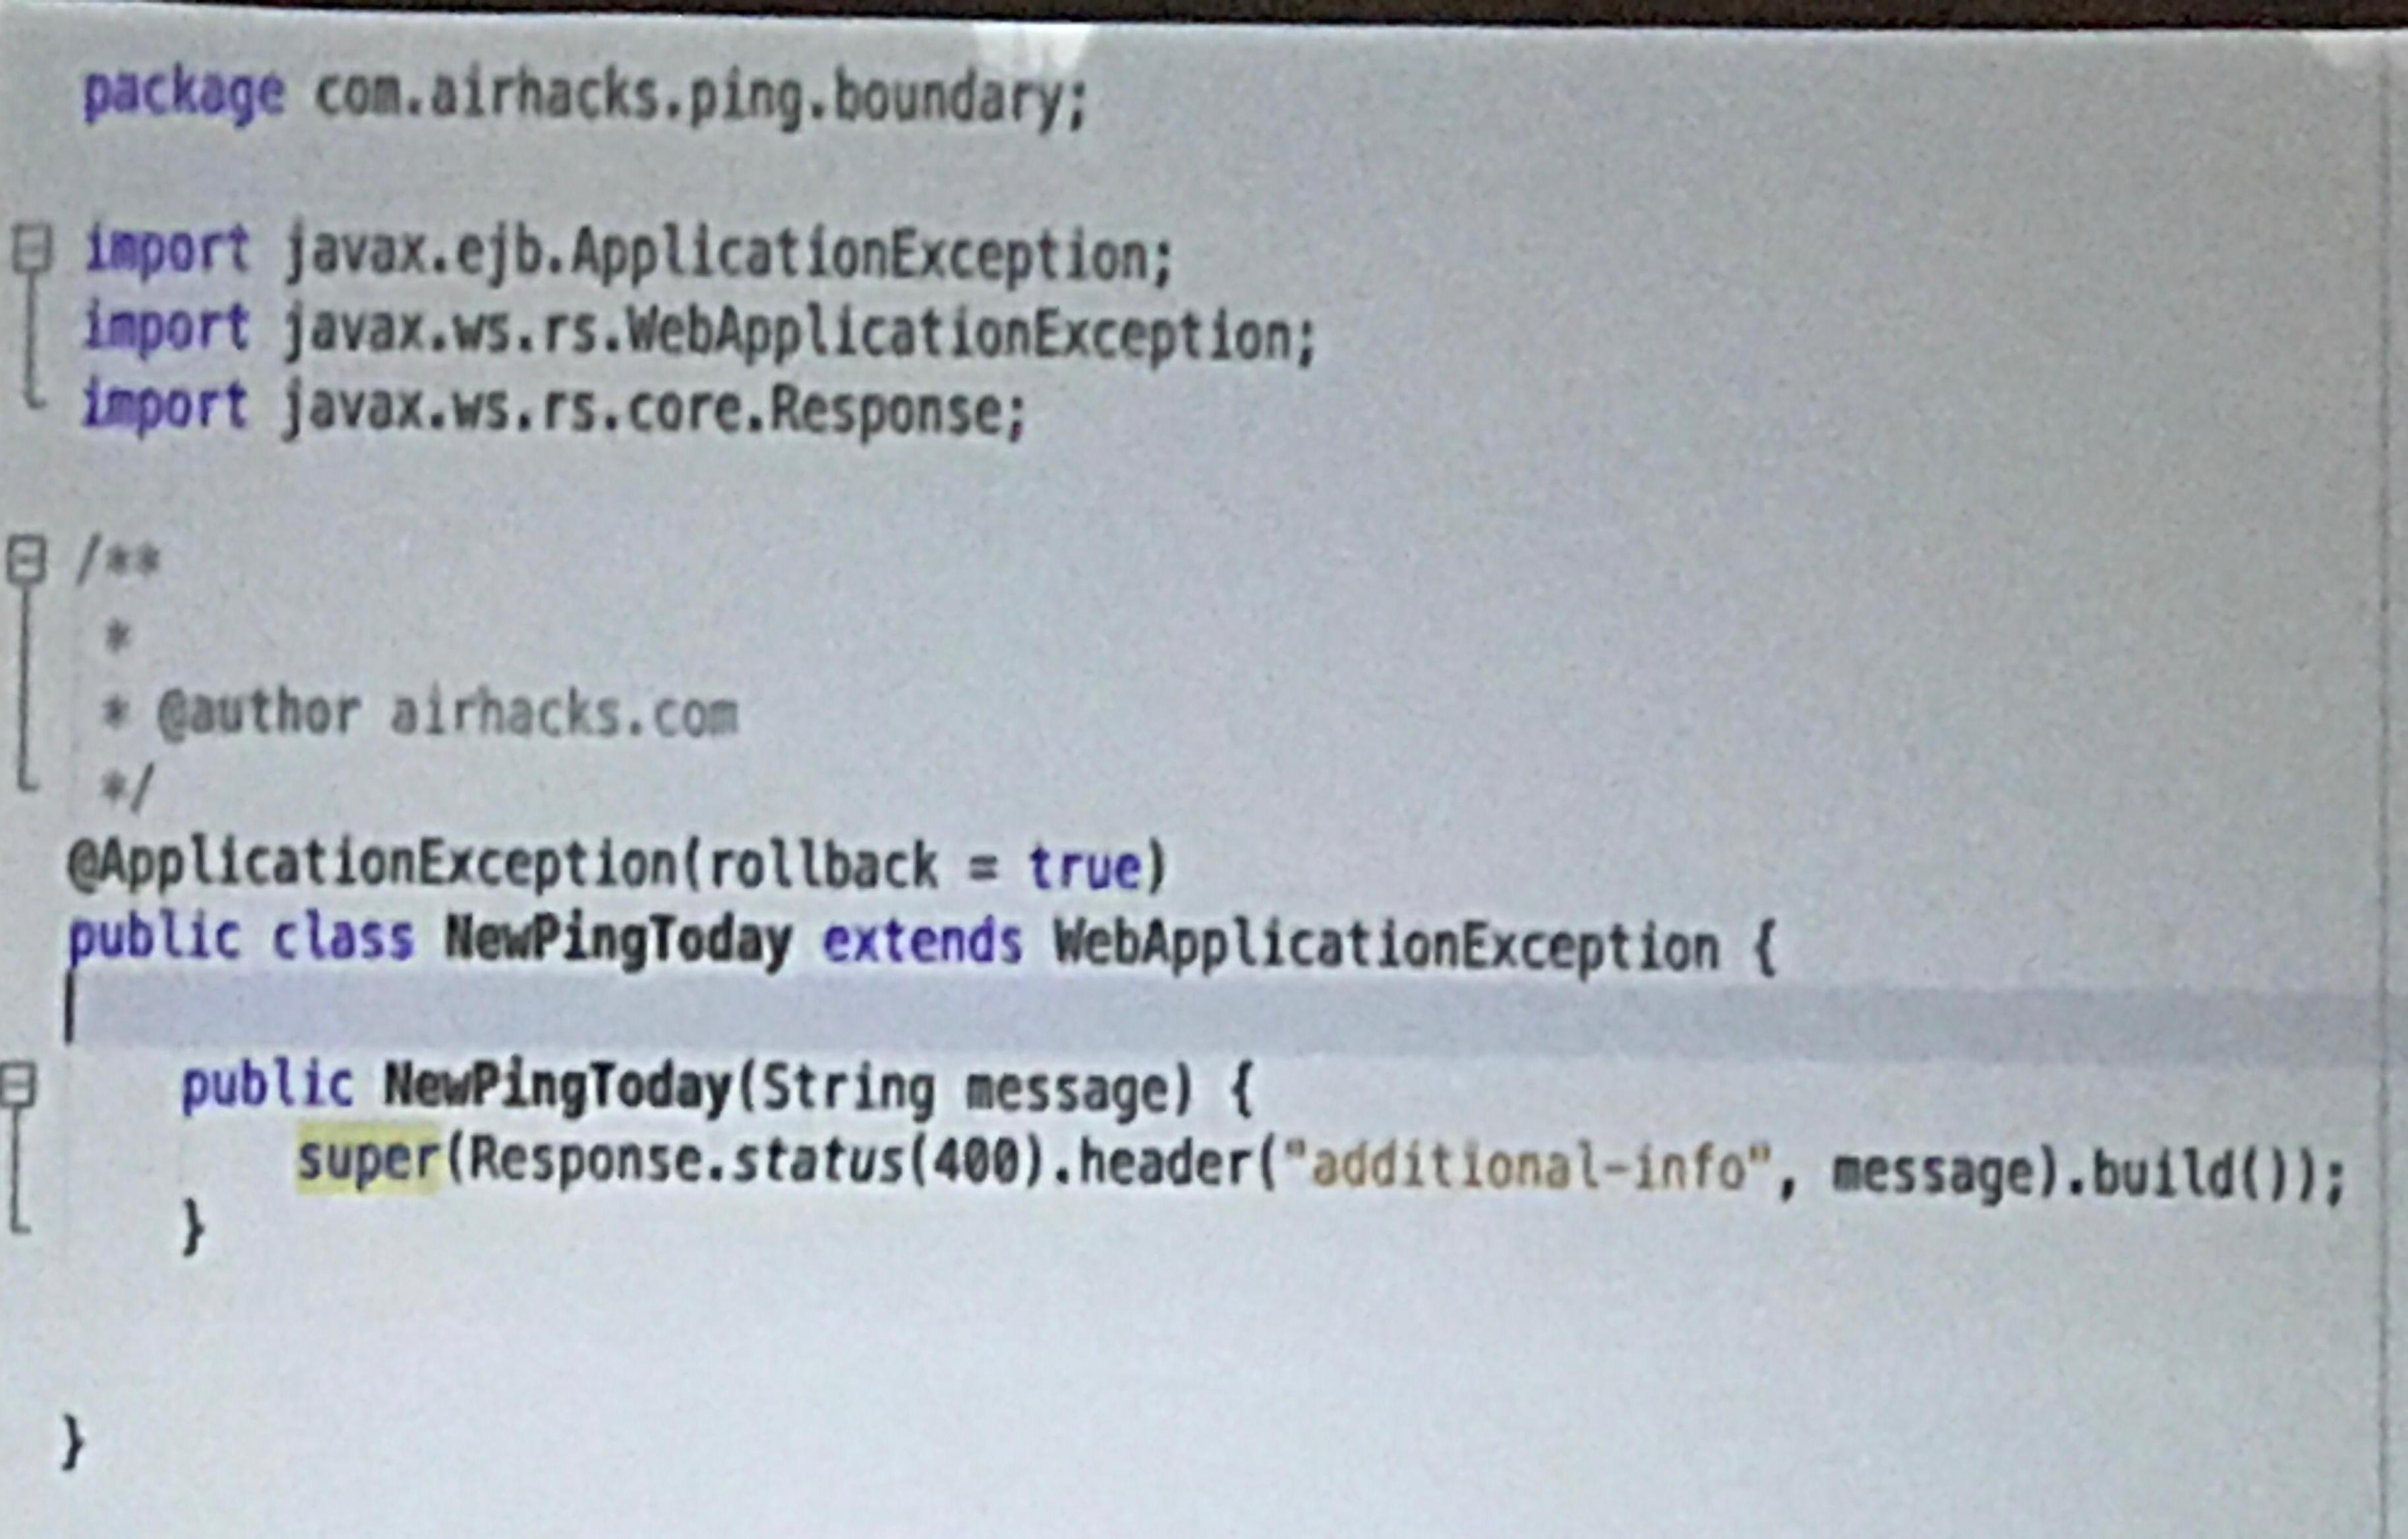 package com.airhacks.ping.boundary;
import javax.ejb.ApplicationException;
import javax.ws.rs.WebApplicationException;
import javax.ws.rs.core.Response;
/**
*
* @author airhacks.com
*/
@ApplicationException(rollback = true)
public class NewPingToday extends WebApplicationException {
public NewPingToday(String message) {
super(Response.status(400).header("additional-info", message).build());
}
}